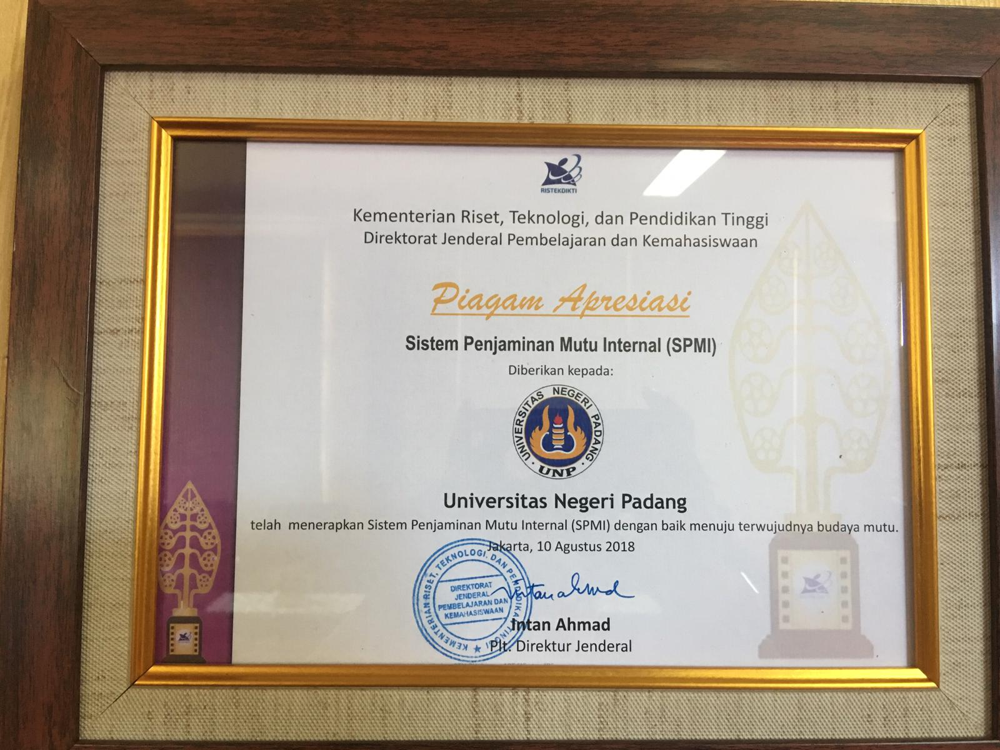 RISTEKDIKTI
Kementerian Riset, Teknologi, dan Pendidikan Tinggi
Direktorat Jenderal Pembelajaran dan Kemahasiswaan
Piagam Apresiasi
Sistem Penjaminan Mutu Internal (SPMI)
Diberikan kepada:
UNIVERSITAS NEGERI PADANG
UNP
Universitas Negeri Padang
telah menerapkan Sistem Penjaminan Mutu Internal (SPMI) dengan baik menuju terwujudnya budaya mutu.
Jakarta, 10 Agustus 2018
KEMENTERIAN RISET, TEKNOLOGI, DAN PENDIDIKAN TINGGI
DIREKTORAT
JENDERAL
PEMBELAJARAN DAN
KEMAHASISWAAN
Intan Ahmad
Plt. Direktur Jenderal